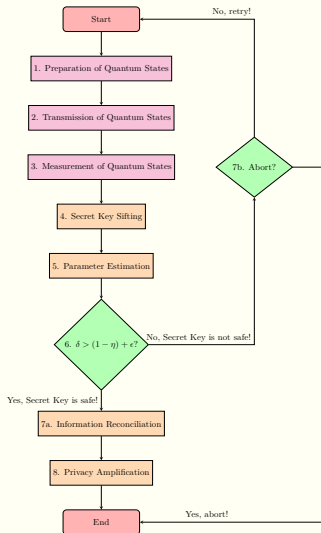 Start
No, retry!
1. Preparation of Quantum States
2. Transmission of Quantum States
3. Measurement of Quantum States
7b. Abort?
4. Secret Key Sifting
5. Parameter Estimation
6. δ > (1 − η) + ϵ?
No, Secret Key is not safe!
Yes, Secret Key is safe!
7a. Information Reconciliation
8. Privacy Amplification
Yes, abort!
End